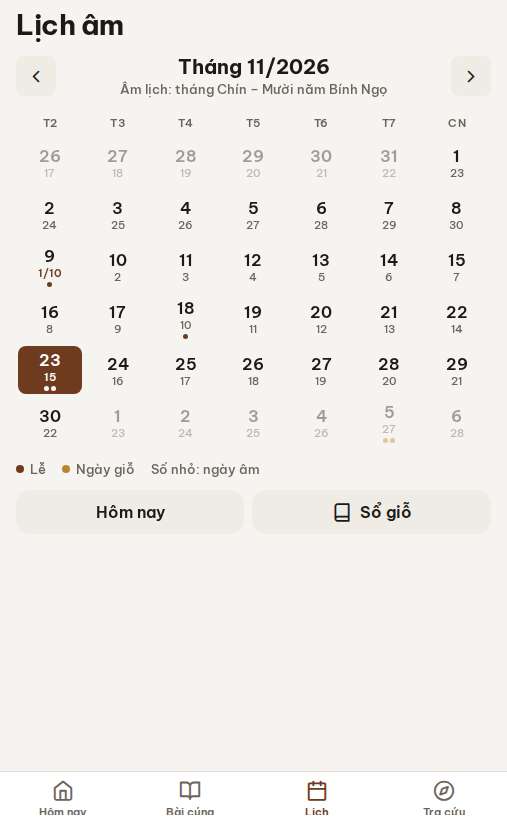 Lịch âm
Tháng 11/2026
Âm lịch: tháng Chín – Mười năm Bính Ngọ
T2 T3 T4 T5 T6 T7 CN
26 27 28 29 30 31 1
17 18 19 20 21 22 23
2 3 4 5 6 7 8
24 25 26 27 28 29 30
9 10 11 12 13 14 15
1/10 2 3 4 5 6 7
16 17 18 19 20 21 22
8 9 10 11 12 13 14
23 24 25 26 27 28 29
15 16 17 18 19 20 21
30 1 2 3 4 5 6
22 23 24 25 26 27 28
Lễ Ngày giỗ Số nhỏ: ngày âm
Hôm nay Sổ giỗ
Hôm nay Bài cúng Lịch Tra cứu